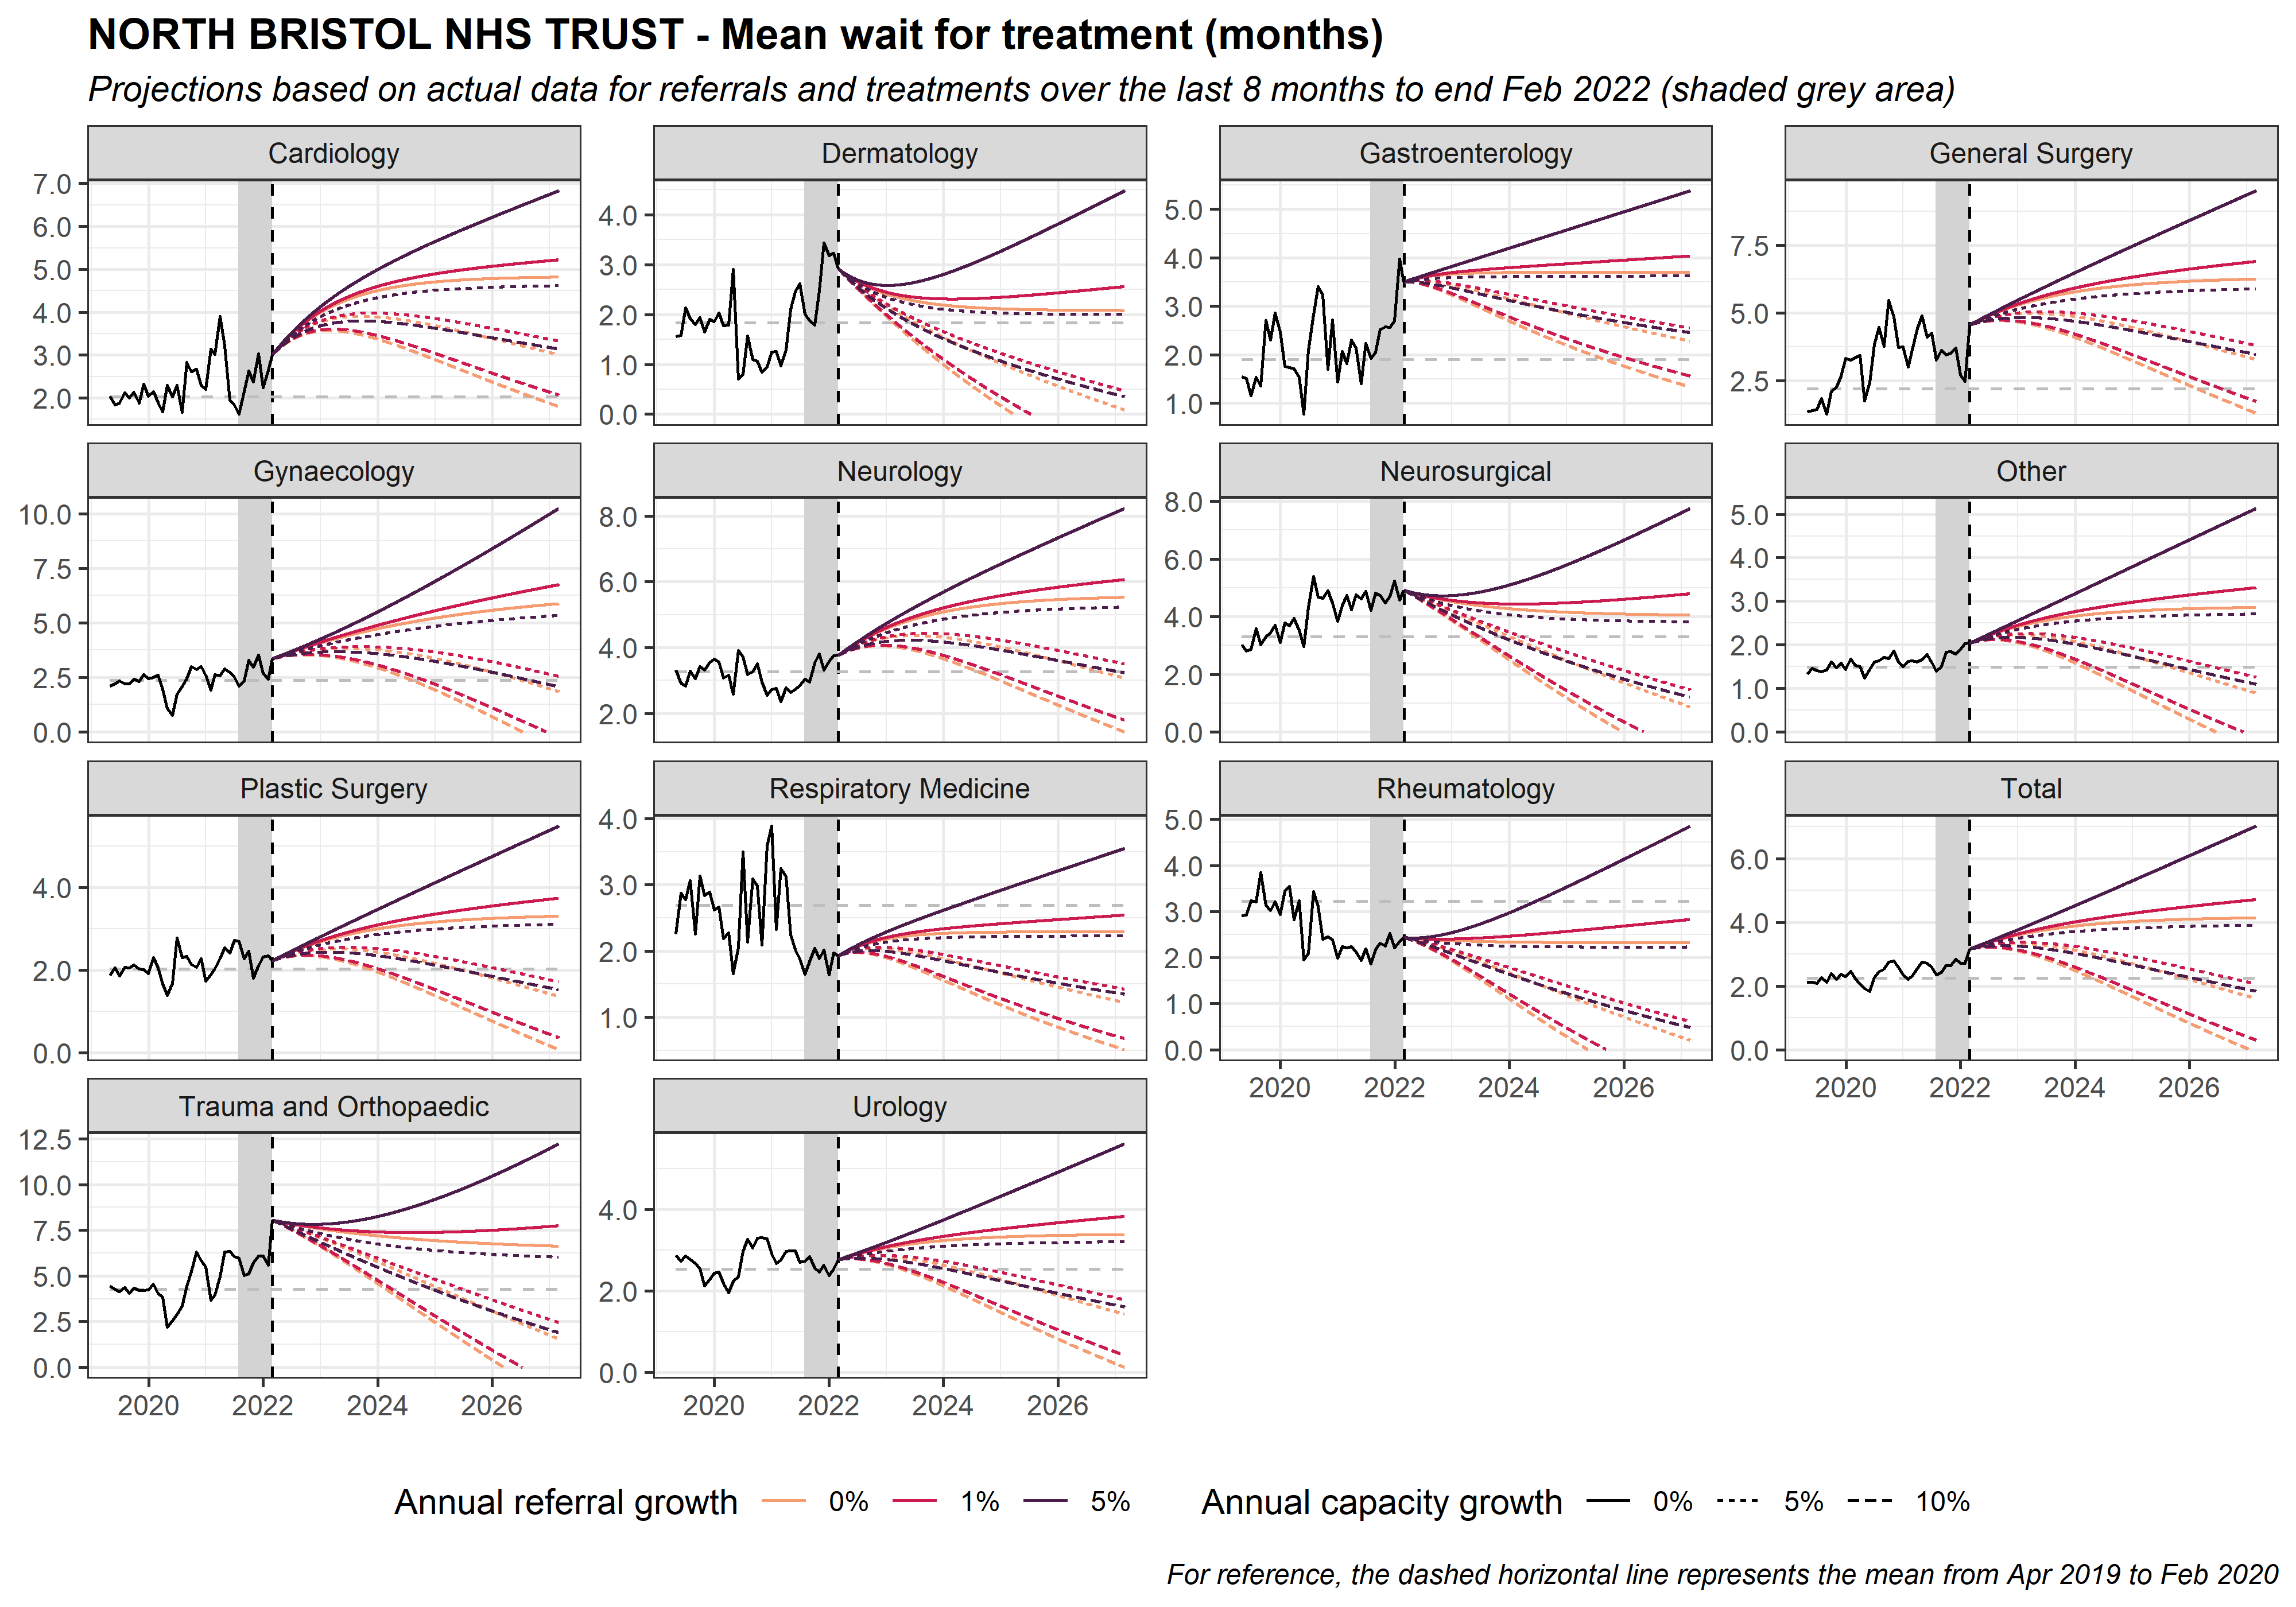 NORTH BRISTOL NHS TRUST - Mean wait for treatment (months)
Projections based on actual data for referrals and treatments over the last 8 months to end Feb 2022 (shaded grey area)
Cardiology
7.0
6.0
5.0
4.0
3.0
2.0
Dermatology
4.0
3.0
2.0
1.0
0.0
Gastroenterology
5.0
4.0
3.0
2.0
1.0
General Surgery
7.5
5.0
2.5
Gynaecology
10.0
7.5
5.0
2.5
0.0
Neurology
8.0
6.0
4.0
2.0
Neurosurgical
8.0
6.0
4.0
2.0
0.0
Other
5.0
4.0
3.0
2.0
1.0
0.0
Plastic Surgery
4.0
2.0
0.0
Respiratory Medicine
4.0
3.0
2.0
1.0
Rheumatology
5.0
4.0
3.0
2.0
1.0
0.0
2020 2022 2024 2026
Total
6.0
4.0
2.0
0.0
2020 2022 2024 2026
Trauma and Orthopaedic
12.5
10.0
7.5
5.0
2.5
0.0
2020 2022 2024 2026
Urology
4.0
2.0
0.0
2020 2022 2024 2026
Annual referral growth 0% 1% 5% Annual capacity growth 0% 5% 10%
For reference, the dashed horizontal line represents the mean from Apr 2019 to Feb 2020